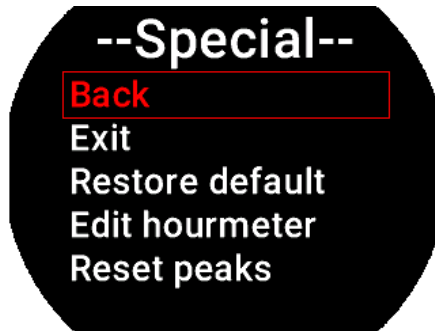 --Special--
Back
Exit
Restore default
Edit hourmeter
Reset peaks